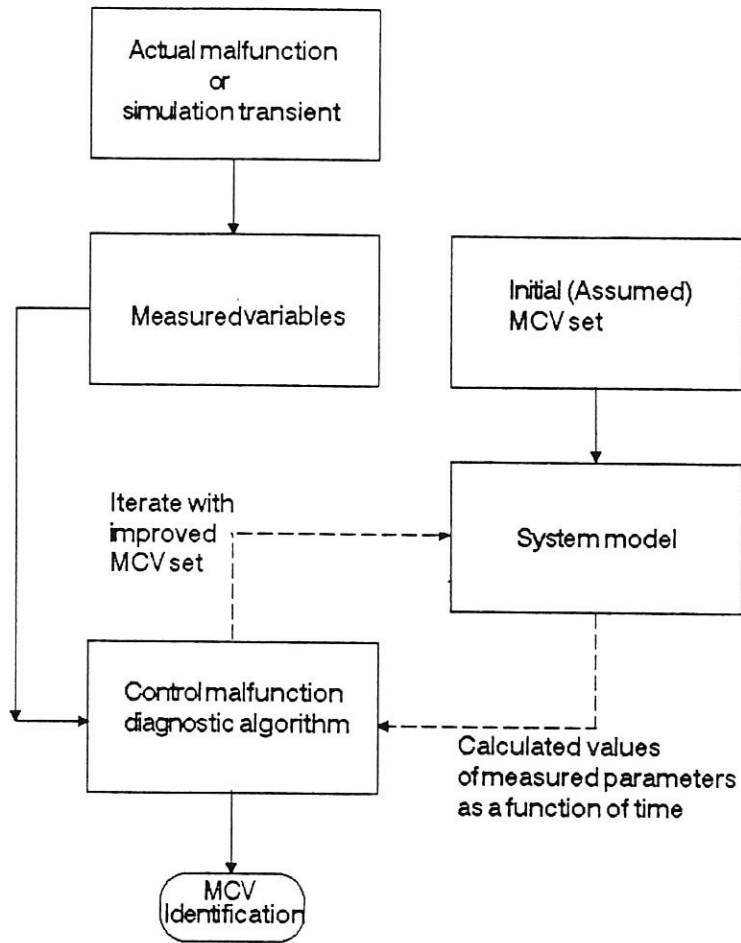 Actual malfunction
or
simulation transient
Measured variables
Initial (Assumed)
MCV set
Iterate with
improved
MCV set
System model
Control malfunction
diagnostic algorithm
Calculated values
of measured parameters
as a function of time
MCV
Identification